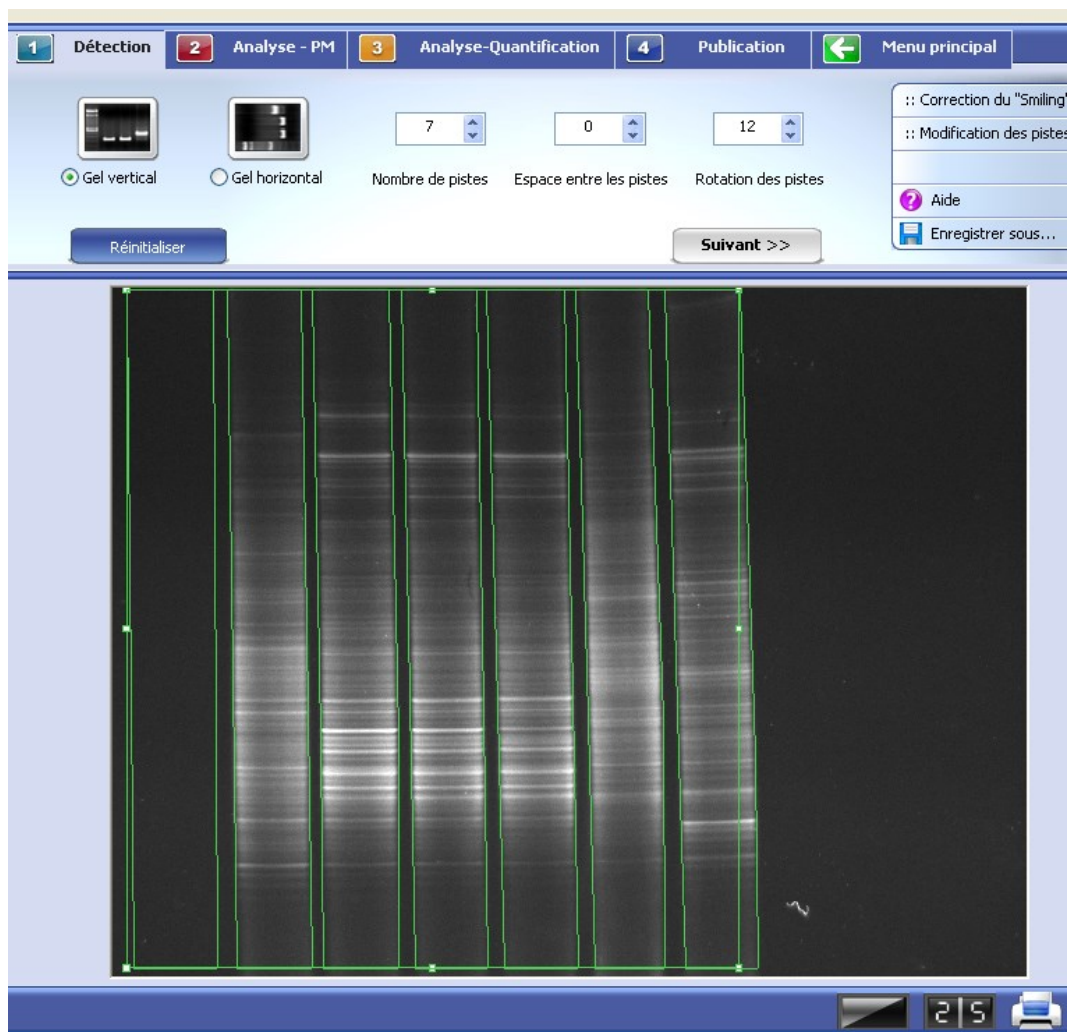 1 Détection 2 Analyse - PM 3 Analyse-Quantification 4 Publication Menu principal
:: Correction du "Smiling"
7 0 12
:: Modification des pistes
Gel vertical Gel horizontal Nombre de pistes Espace entre les pistes Rotation des pistes
Aide
Réinitialiser Suivant >> Enregistrer sous...
2 5